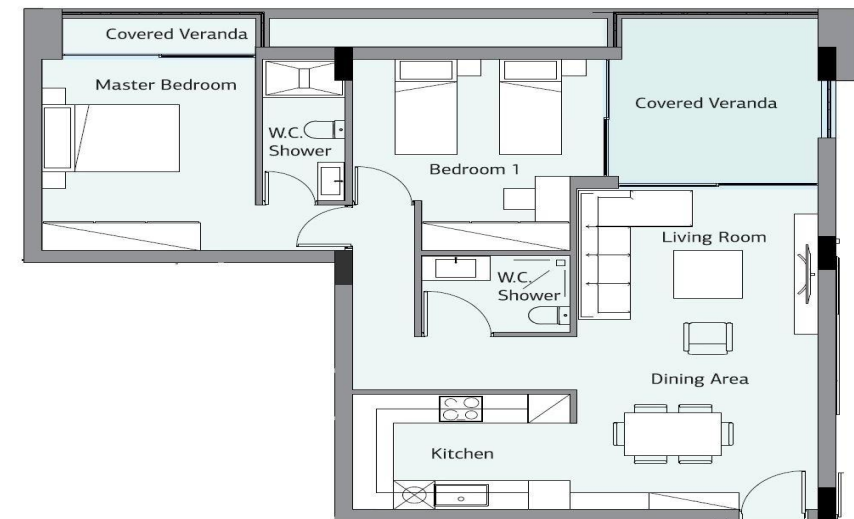 Covered Veranda
Master Bedroom
W.C.
Shower
Bedroom 1
Covered Veranda
Living Room
W.C.
Shower
Dining Area
Kitchen